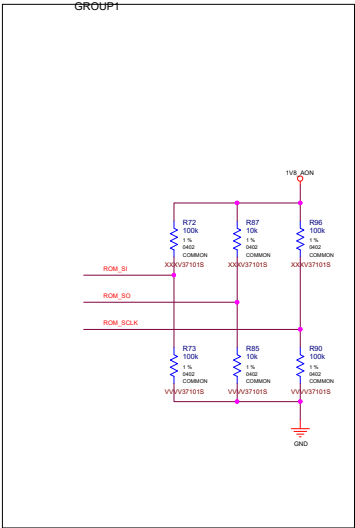 GROUP1
1V8_AON
R72
100k
1 %
0402
COMMON
XXXV37101S
R87
10k
1 %
0402
COMMON
XXXV37101S
R96
100k
1 %
0402
COMMON
XXXV37101S
ROM_SI
ROM_SO
ROM_SCLK
R73
100k
1 %
0402
COMMON
VVVV37101S
R85
10k
1 %
0402
COMMON
VVVV37101S
R90
100k
1 %
0402
COMMON
VVVV37101S
GND